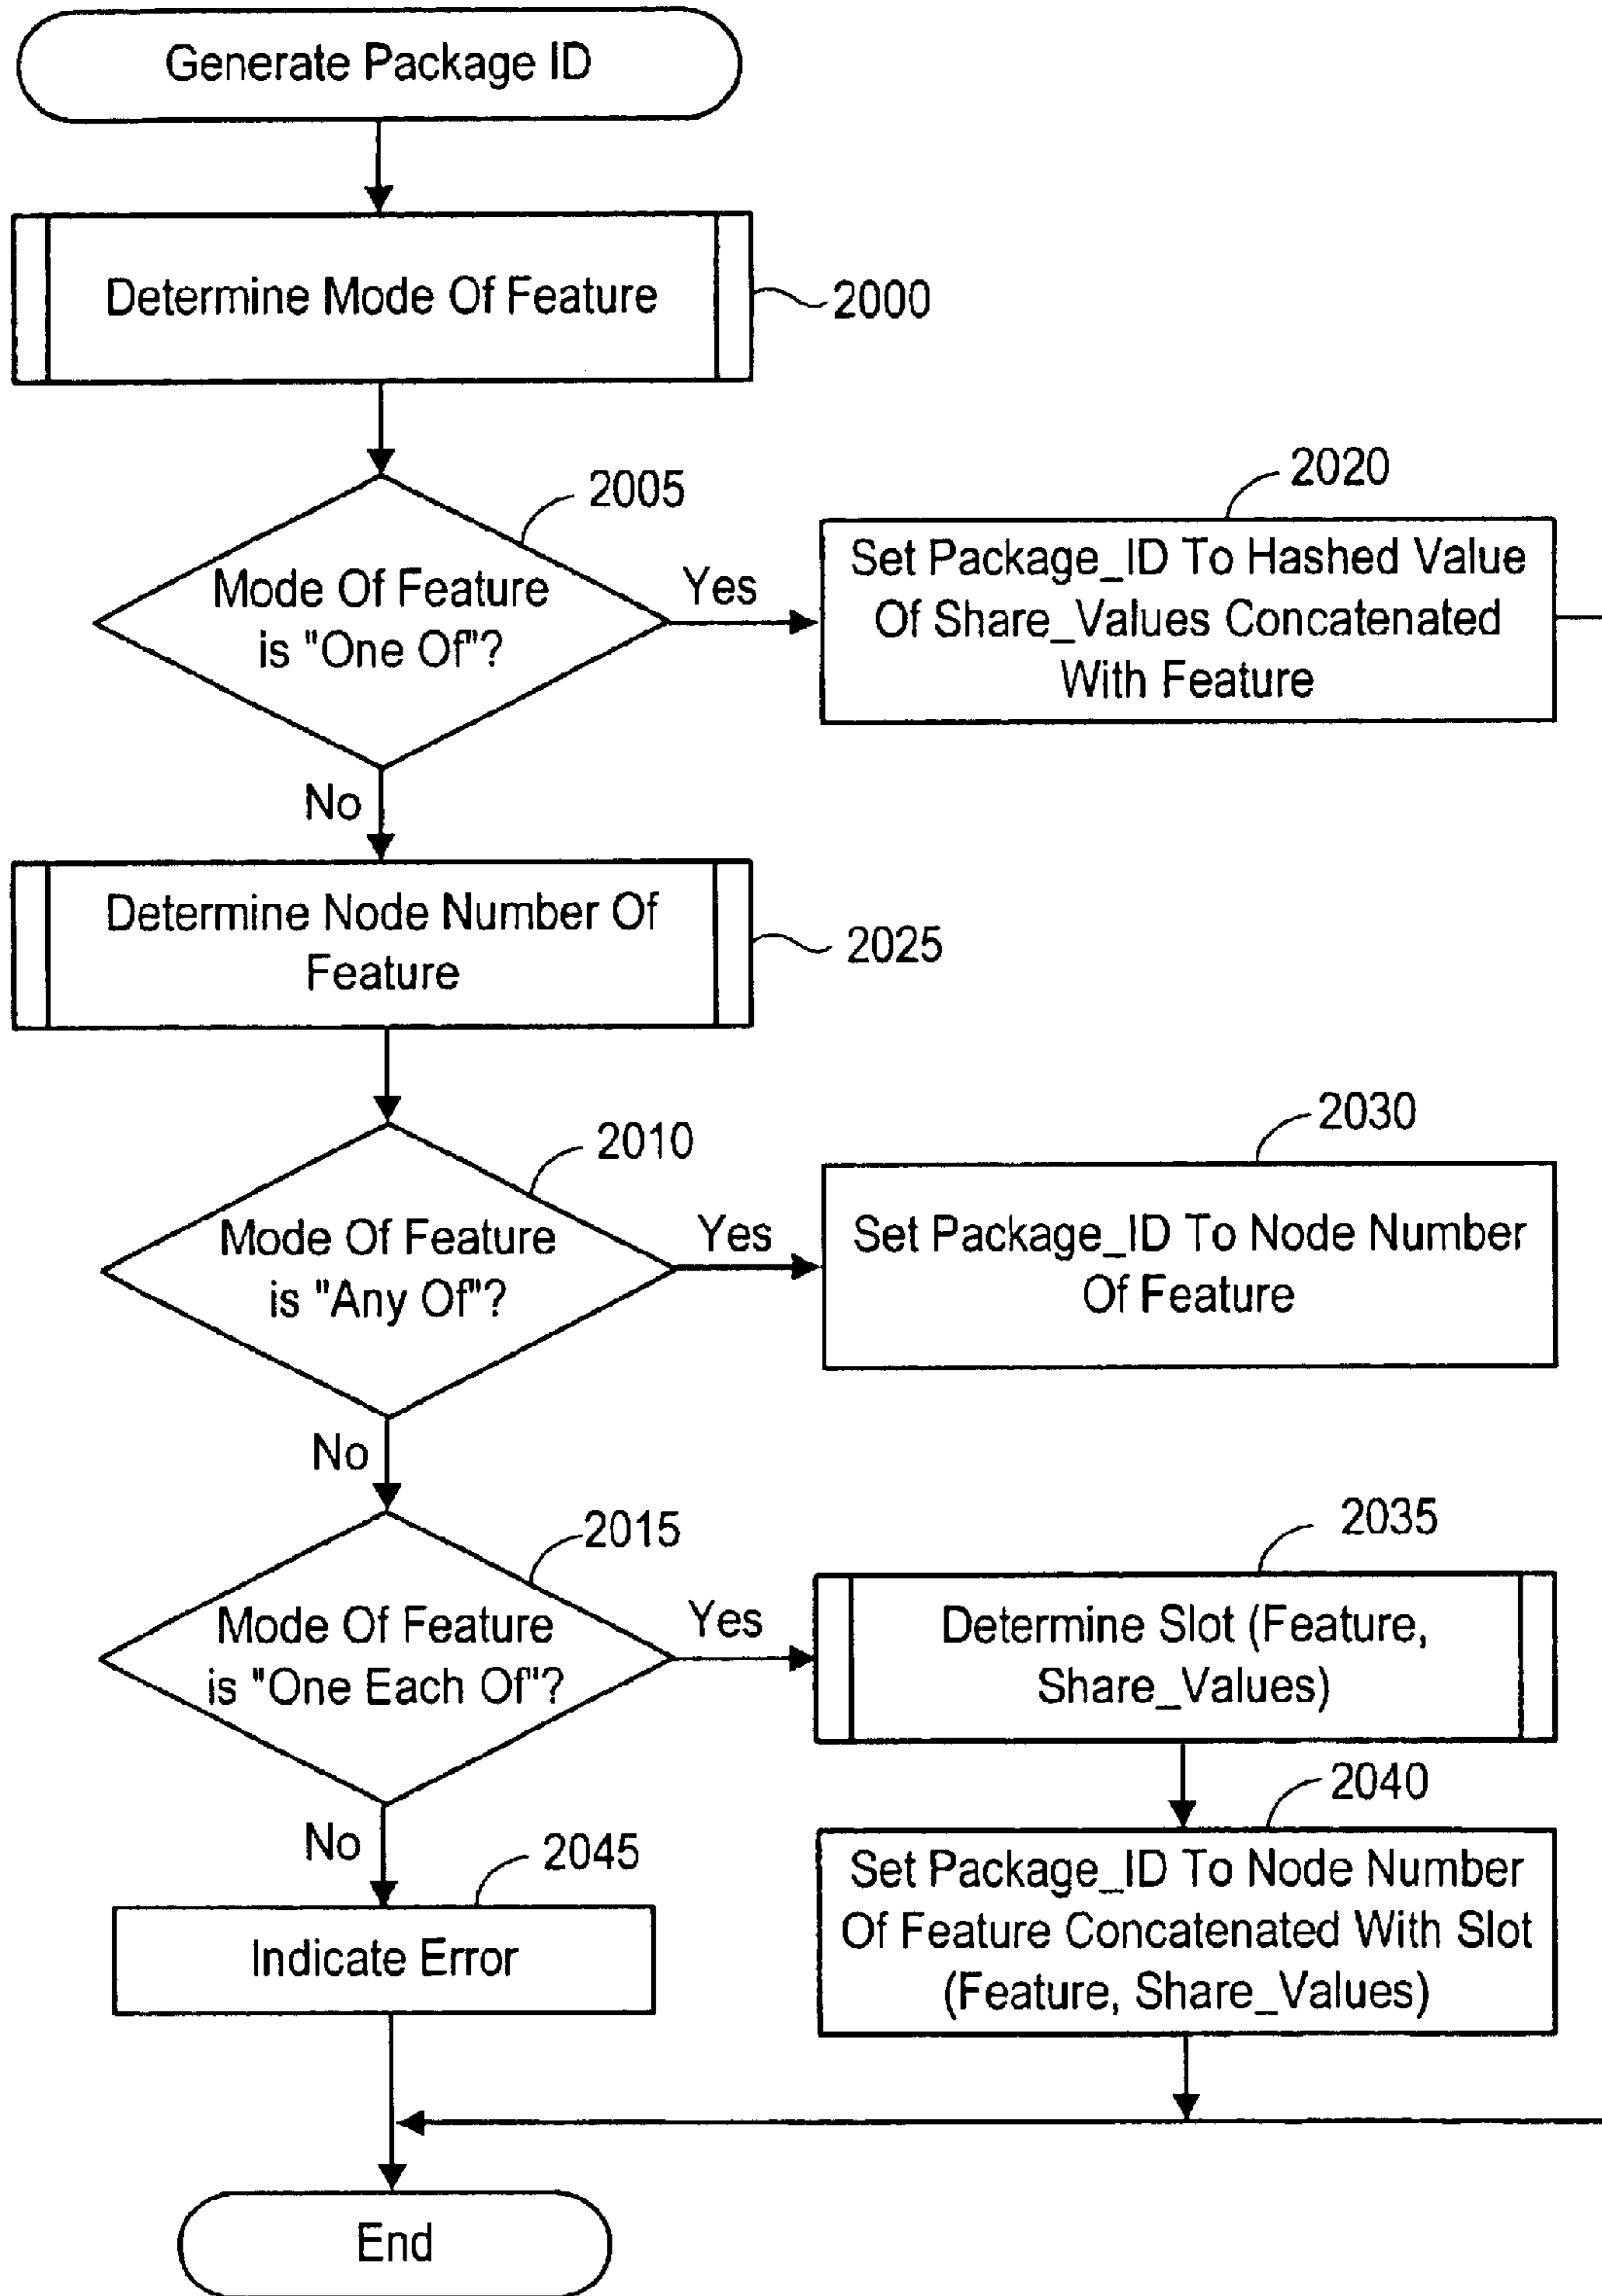 Generate Package ID
Determine Mode Of Feature
2000
2005
Mode Of Feature
is "One Of"?
Yes
No
2020
Set Package_ID To Hashed Value
Of Share_Values Concatenated
With Feature
Determine Node Number Of
Feature
2025
2010
Mode Of Feature
is "Any Of"?
Yes
No
2030
Set Package_ID To Node Number
Of Feature
2015
Mode Of Feature
is "One Each Of"?
Yes
No
2035
Determine Slot (Feature,
Share_Values)
2040
Set Package_ID To Node Number
Of Feature Concatenated With Slot
(Feature, Share_Values)
2045
Indicate Error
End